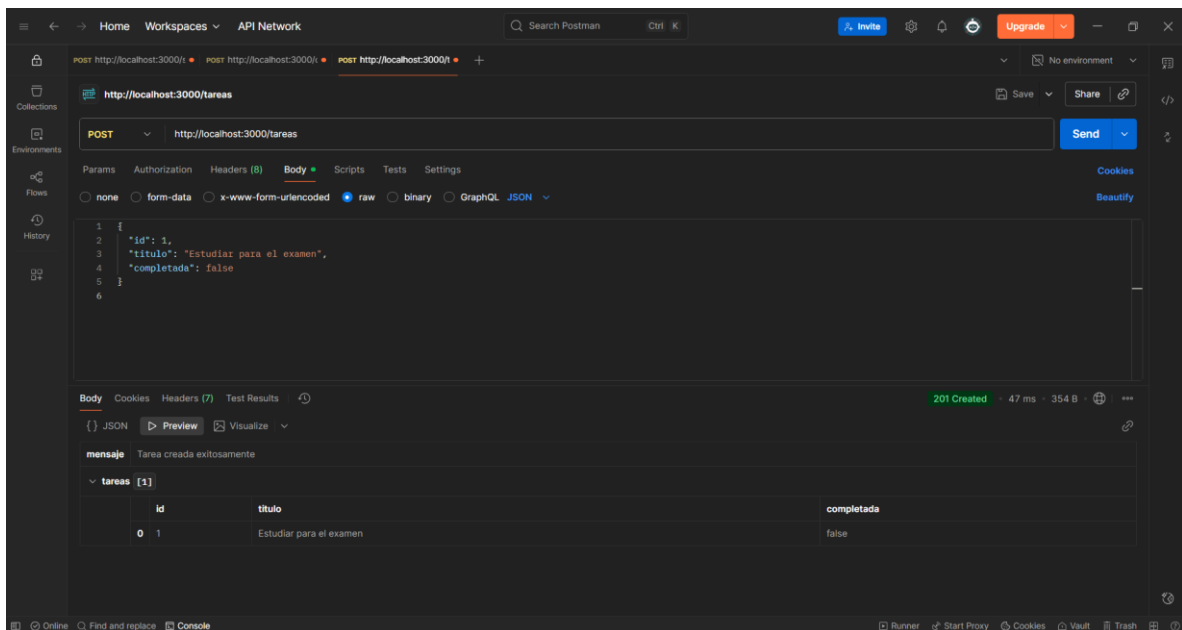 Home Workspaces API Network Search Postman Ctrl K Invite Upgrade
POST http://localhost:3000/t POST http://localhost:3000/t POST http://localhost:3000/t + No environment
HTTP http://localhost:3000/tareas Save Share
Collections
POST http://localhost:3000/tareas Send
Environments
Params Authorization Headers (8) Body Scripts Tests Settings Cookies
Flows
none form-data x-www-form-urlencoded raw binary GraphQL JSON Beautify
History
1 {
2 "id": 1,
3 "titulo": "Estudiar para el examen",
4 "completada": false
5 }
6
Body Cookies Headers (7) Test Results 201 Created 47 ms 354 B
{} JSON Preview Visualize
mensaje Tarea creada exitosamente
tareas [1]
id titulo completada
0 1 Estudiar para el examen false
Online Find and replace Console Runner Start Proxy Cookies Vault Trash